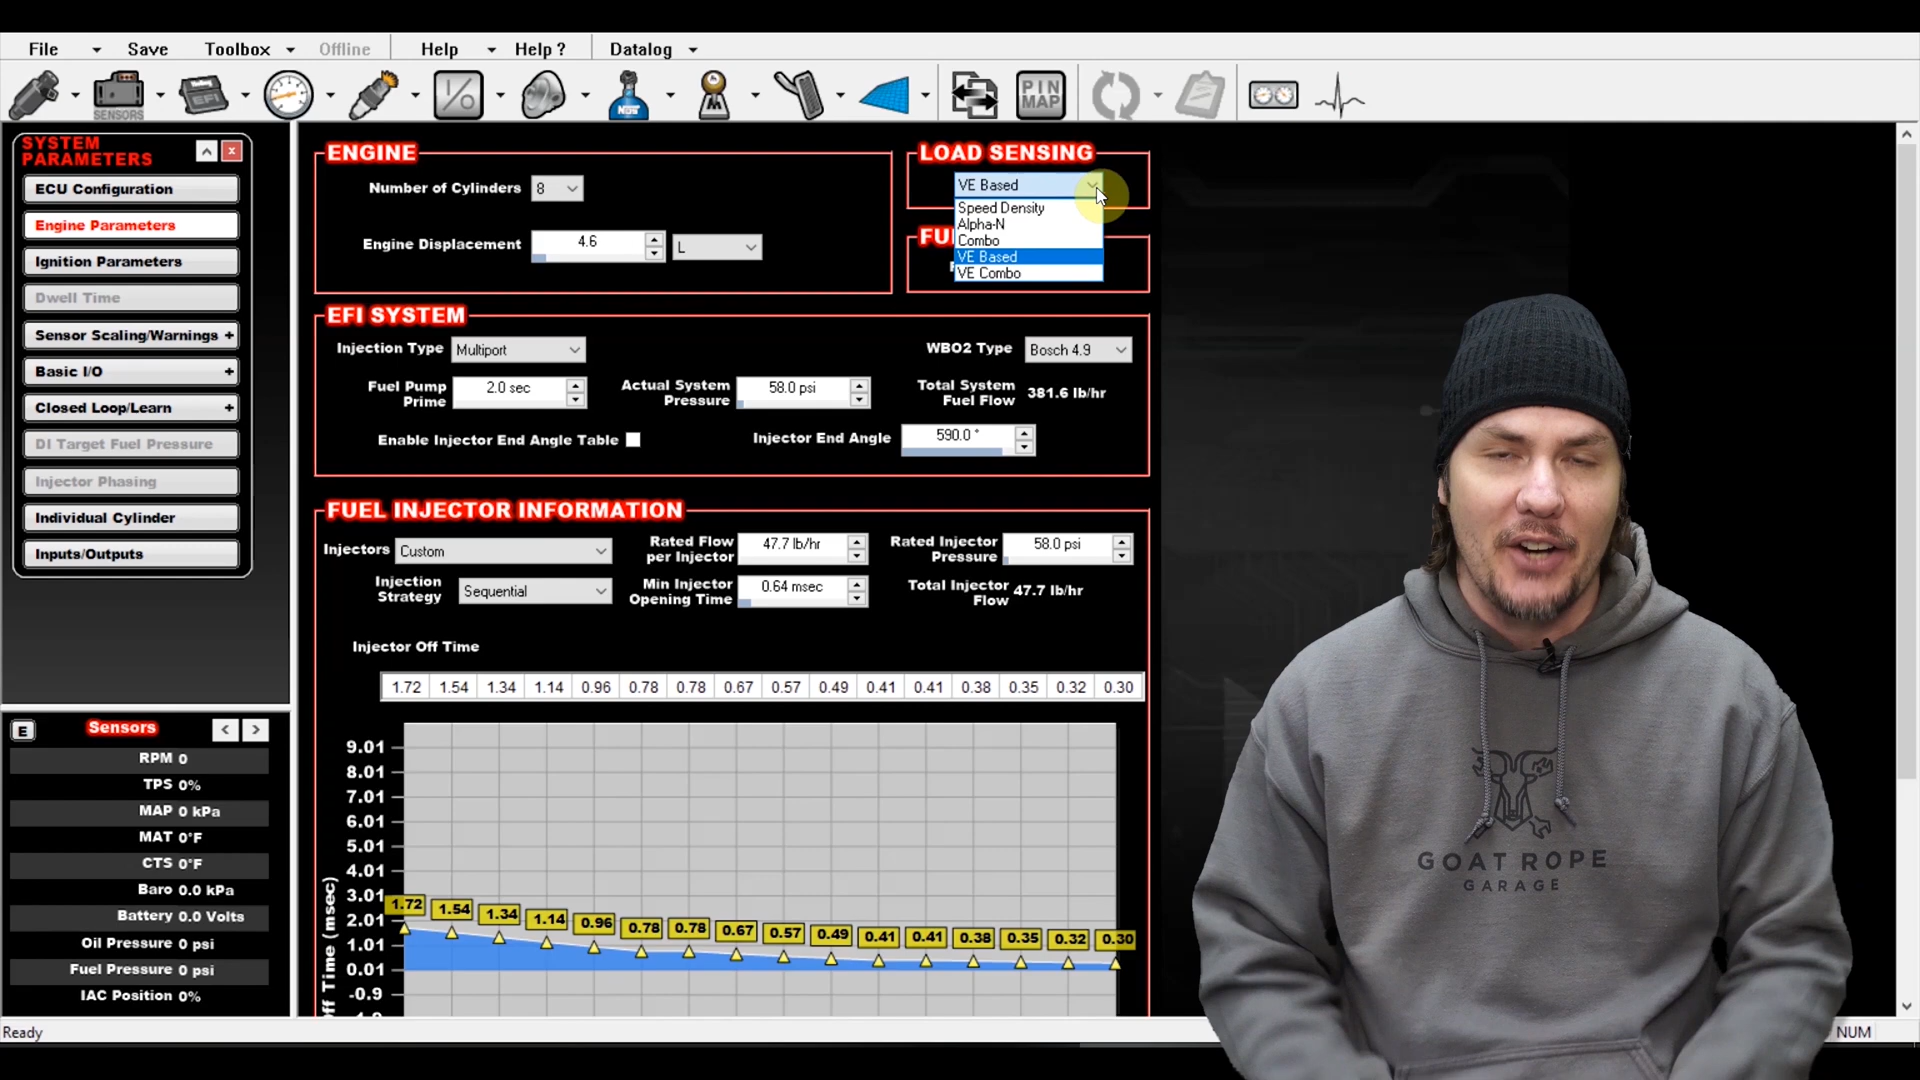 File Save Toolbox Offline Help Help ? Datalog
SENSORS EFI I/O NOS PIN MAP
SYSTEM PARAMETERS
ECU Configuration
Engine Parameters
Ignition Parameters
Dwell Time
Sensor Scaling/Warnings +
Basic I/O +
Closed Loop/Learn +
DI Target Fuel Pressure
Injector Phasing
Individual Cylinder
Inputs/Outputs
E Sensors < >
RPM 0
TPS 0%
MAP 0 kPa
MAT 0°F
CTS 0°F
Baro 0.0 kPa
Battery 0.0 Volts
Oil Pressure 0 psi
Fuel Pressure 0 psi
IAC Position 0%
ENGINE
Number of Cylinders 8
Engine Displacement 4.6 L
LOAD SENSING
VE Based
Speed Density
Alpha-N
Combo
VE Based
VE Combo
FU
EFI SYSTEM
Injection Type Multiport WBO2 Type Bosch 4.9
Fuel Pump Prime 2.0 sec Actual System Pressure 58.0 psi Total System Fuel Flow 381.6 lb/hr
Enable Injector End Angle Table Injector End Angle 590.0 °
FUEL INJECTOR INFORMATION
Injectors Custom Rated Flow per Injector 47.7 lb/hr Rated Injector Pressure 58.0 psi
Injection Strategy Sequential Min Injector Opening Time 0.64 msec Total Injector Flow 47.7 lb/hr
Injector Off Time
1.72 1.54 1.34 1.14 0.96 0.78 0.78 0.67 0.57 0.49 0.41 0.41 0.38 0.35 0.32 0.30
9.01
8.01
7.01
6.01
5.01
4.01
3.01
2.01
1.01
0.01
-0.9
ff Time (msec)
1.72 1.54 1.34 1.14 0.96 0.78 0.78 0.67 0.57 0.49 0.41 0.41 0.38 0.35 0.32 0.30
GOAT ROPE
GARAGE
Ready NUM